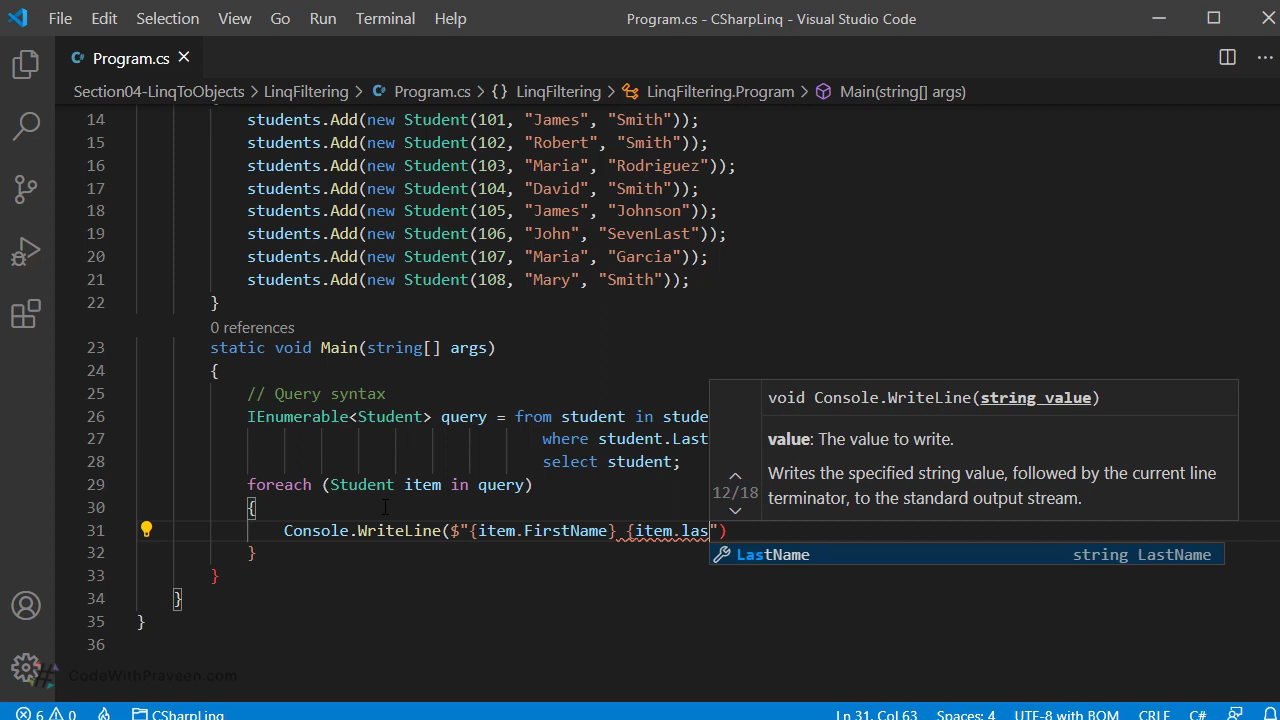 File Edit Selection View Go Run Terminal Help Program.cs - CSharpLinq - Visual Studio Code
Program.cs
Section04-LinqToObjects > LinqFiltering > Program.cs > {} LinqFiltering > LinqFiltering.Program > Main(string[] args)
14 students.Add(new Student(101, "James", "Smith"));
15 students.Add(new Student(102, "Robert", "Smith"));
16 students.Add(new Student(103, "Maria", "Rodriguez"));
17 students.Add(new Student(104, "David", "Smith"));
18 students.Add(new Student(105, "James", "Johnson"));
19 students.Add(new Student(106, "John", "SevenLast"));
20 students.Add(new Student(107, "Maria", "Garcia"));
21 students.Add(new Student(108, "Mary", "Smith"));
22 }
0 references
23 static void Main(string[] args)
24 {
25 // Query syntax
void Console.WriteLine(string value)
26 IEnumerable<Student> query = from student in stude
27 where student.Last
value: The value to write.
28 select student;
Writes the specified string value, followed by the current line
29 foreach (Student item in query)
12/18
terminator, to the standard output stream.
30 {
31 Console.WriteLine($"{item.FirstName} {item.las")
32 }
LastName string LastName
33 }
34 }
35 }
36
CodeWithPraveen.com
6 0 CSharpLinq Ln 31, Col 63 Spaces: 4 UTF-8 with BOM CRLF C#